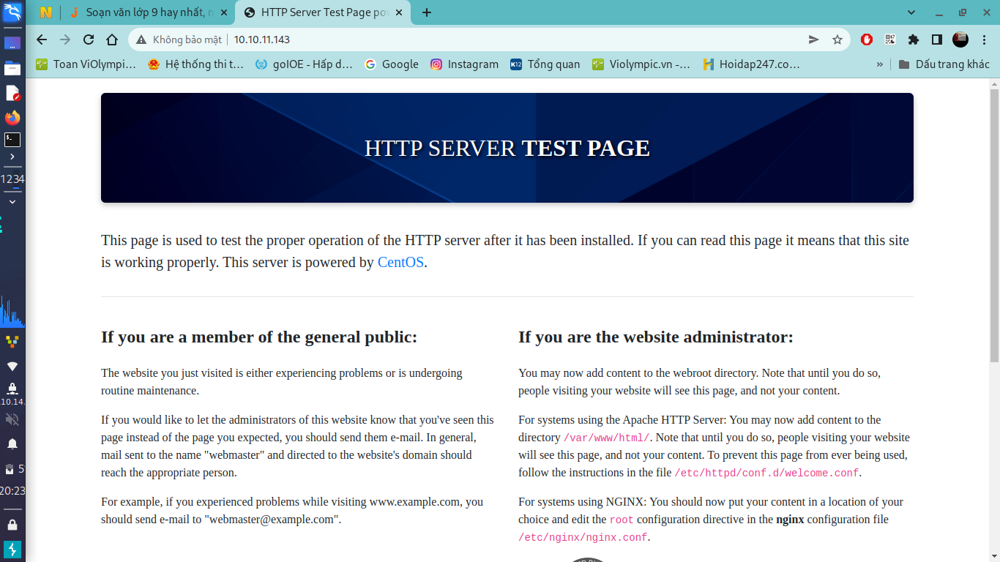 N
J
Soạn văn lớp 9 hay nhất, n
HTTP Server Test Page pov
Không bảo mật
10.10.11.143
Toan ViOlympi…
Hệ thống thi t…
goIOE - Hấp d…
Google
Instagram
K12
Tổng quan
Violympic.vn -…
Hoidap247.co…
»
Dấu trang khác
HTTP SERVER TEST PAGE
This page is used to test the proper operation of the HTTP server after it has been installed. If you can read this page it means that this site
is working properly. This server is powered by CentOS.
If you are a member of the general public:
The website you just visited is either experiencing problems or is undergoing
routine maintenance.
If you would like to let the administrators of this website know that you've seen this
page instead of the page you expected, you should send them e-mail. In general,
mail sent to the name "webmaster" and directed to the website's domain should
reach the appropriate person.
For example, if you experienced problems while visiting www.example.com, you
should send e-mail to "webmaster@example.com".
If you are the website administrator:
You may now add content to the webroot directory. Note that until you do so,
people visiting your website will see this page, and not your content.
For systems using the Apache HTTP Server: You may now add content to the
directory /var/www/html/. Note that until you do so, people visiting your website
will see this page, and not your content. To prevent this page from ever being used,
follow the instructions in the file /etc/httpd/conf.d/welcome.conf.
For systems using NGINX: You should now put your content in a location of your
choice and edit the root configuration directive in the nginx configuration file
/etc/nginx/nginx.conf.
1234
.10.14.
5
20:23